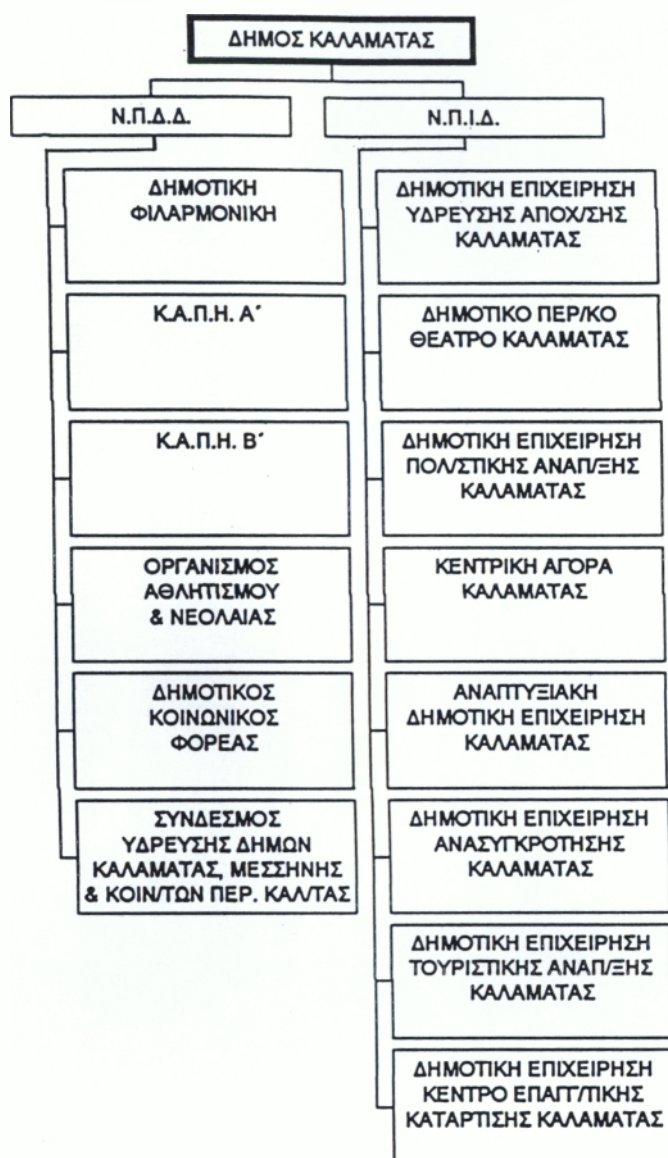 ΔΗΜΟΣ ΚΑΛΑΜΑΤΑΣ
Ν.Π.Δ.Δ.
ΔΗΜΟΤΙΚΗ
ΦΙΛΑΡΜΟΝΙΚΗ
Κ.Α.Π.Η. Α΄
Κ.Α.Π.Η. Β΄
ΟΡΓΑΝΙΣΜΟΣ
ΑΘΛΗΤΙΣΜΟΥ
& ΝΕΟΛΑΙΑΣ
ΔΗΜΟΤΙΚΟΣ
ΚΟΙΝΩΝΙΚΟΣ
ΦΟΡΕΑΣ
ΣΥΝΔΕΣΜΟΣ
ΥΔΡΕΥΣΗΣ ΔΗΜΩΝ
ΚΑΛΑΜΑΤΑΣ, ΜΕΣΣΗΝΗΣ
& ΚΟΙΝ/ΤΩΝ ΠΕΡ. ΚΑΛ/ΤΑΣ
Ν.Π.Ι.Δ.
ΔΗΜΟΤΙΚΗ ΕΠΙΧΕΙΡΗΣΗ
ΥΔΡΕΥΣΗΣ ΑΠΟΧ/ΣΗΣ
ΚΑΛΑΜΑΤΑΣ
ΔΗΜΟΤΙΚΟ ΠΕΡ/ΚΟ
ΘΕΑΤΡΟ ΚΑΛΑΜΑΤΑΣ
ΔΗΜΟΤΙΚΗ ΕΠΙΧΕΙΡΗΣΗ
ΠΟΛ/ΣΤΙΚΗΣ ΑΝΑΠ/ΞΗΣ
ΚΑΛΑΜΑΤΑΣ
ΚΕΝΤΡΙΚΗ ΑΓΟΡΑ
ΚΑΛΑΜΑΤΑΣ
ΑΝΑΠΤΥΞΙΑΚΗ
ΔΗΜΟΤΙΚΗ ΕΠΙΧΕΙΡΗΣΗ
ΚΑΛΑΜΑΤΑΣ
ΔΗΜΟΤΙΚΗ ΕΠΙΧΕΙΡΗΣΗ
ΑΝΑΣΥΓΚΡΟΤΗΣΗΣ
ΚΑΛΑΜΑΤΑΣ
ΔΗΜΟΤΙΚΗ ΕΠΙΧΕΙΡΗΣΗ
ΤΟΥΡΙΣΤΙΚΗΣ ΑΝΑΠ/ΞΗΣ
ΚΑΛΑΜΑΤΑΣ
ΔΗΜΟΤΙΚΗ ΕΠΙΧΕΙΡΗΣΗ
ΚΕΝΤΡΟ ΕΠΑΓΓ/ΤΙΚΗΣ
ΚΑΤΑΡΤΙΣΗΣ ΚΑΛΑΜΑΤΑΣ